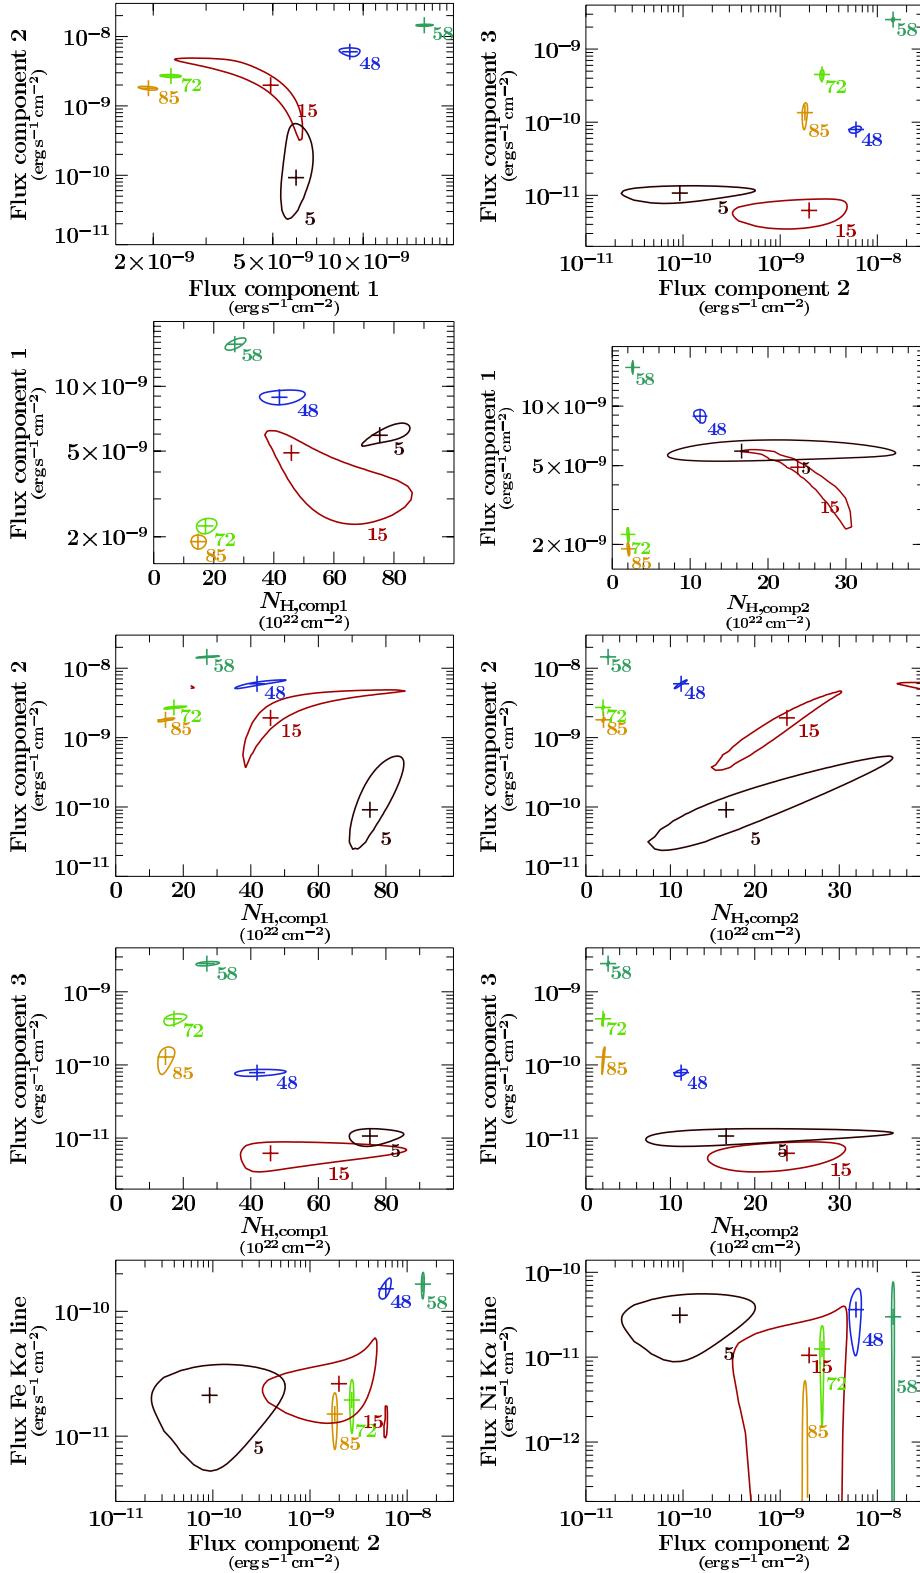 Flux component 2
(erg s⁻¹ cm⁻²)
10⁻⁸
10⁻⁹
10⁻¹⁰
10⁻¹¹
58
48
72
85
15
5
2×10⁻⁹ 5×10⁻⁹ 10×10⁻⁹
Flux component 1
(erg s⁻¹ cm⁻²)
Flux component 3
(erg s⁻¹ cm⁻²)
10⁻⁹
10⁻¹⁰
10⁻¹¹
58
72
85
48
5
15
10⁻¹¹ 10⁻¹⁰ 10⁻⁹ 10⁻⁸
Flux component 2
(erg s⁻¹ cm⁻²)
Flux component 1
(erg s⁻¹ cm⁻²)
10×10⁻⁹
5×10⁻⁹
2×10⁻⁹
58
48
5
15
72
85
0 20 40 60 80
N_H,comp1
(10²² cm⁻²)
Flux component 1
(erg s⁻¹ cm⁻²)
10×10⁻⁹
5×10⁻⁹
2×10⁻⁹
58
48
5
15
72
85
0 10 20 30
N_H,comp2
(10²² cm⁻²)
Flux component 2
(erg s⁻¹ cm⁻²)
10⁻⁸
10⁻⁹
10⁻¹⁰
10⁻¹¹
58
48
72
85
15
5
0 20 40 60 80 100
N_H,comp1
(10²² cm⁻²)
Flux component 2
(erg s⁻¹ cm⁻²)
10⁻⁸
10⁻⁹
10⁻¹⁰
10⁻¹¹
58
48
72
85
15
5
0 10 20 30
N_H,comp2
(10²² cm⁻²)
Flux component 3
(erg s⁻¹ cm⁻²)
10⁻⁹
10⁻¹⁰
10⁻¹¹
58
72
85
48
5
15
0 20 40 60 80 100
N_H,comp1
(10²² cm⁻²)
Flux component 3
(erg s⁻¹ cm⁻²)
10⁻⁹
10⁻¹⁰
10⁻¹¹
58
72
85
48
5
15
0 10 20 30
N_H,comp2
(10²² cm⁻²)
Flux Fe Kα line
(erg s⁻¹ cm⁻²)
10⁻¹⁰
10⁻¹¹
48
58
15
72
85
5
10⁻¹¹ 10⁻¹⁰ 10⁻⁹ 10⁻⁸
Flux component 2
(erg s⁻¹ cm⁻²)
Flux Ni Kα line
(erg s⁻¹ cm⁻²)
10⁻¹⁰
10⁻¹¹
10⁻¹²
48
5
15
72
58
85
10⁻¹¹ 10⁻¹⁰ 10⁻⁹ 10⁻⁸
Flux component 2
(erg s⁻¹ cm⁻²)